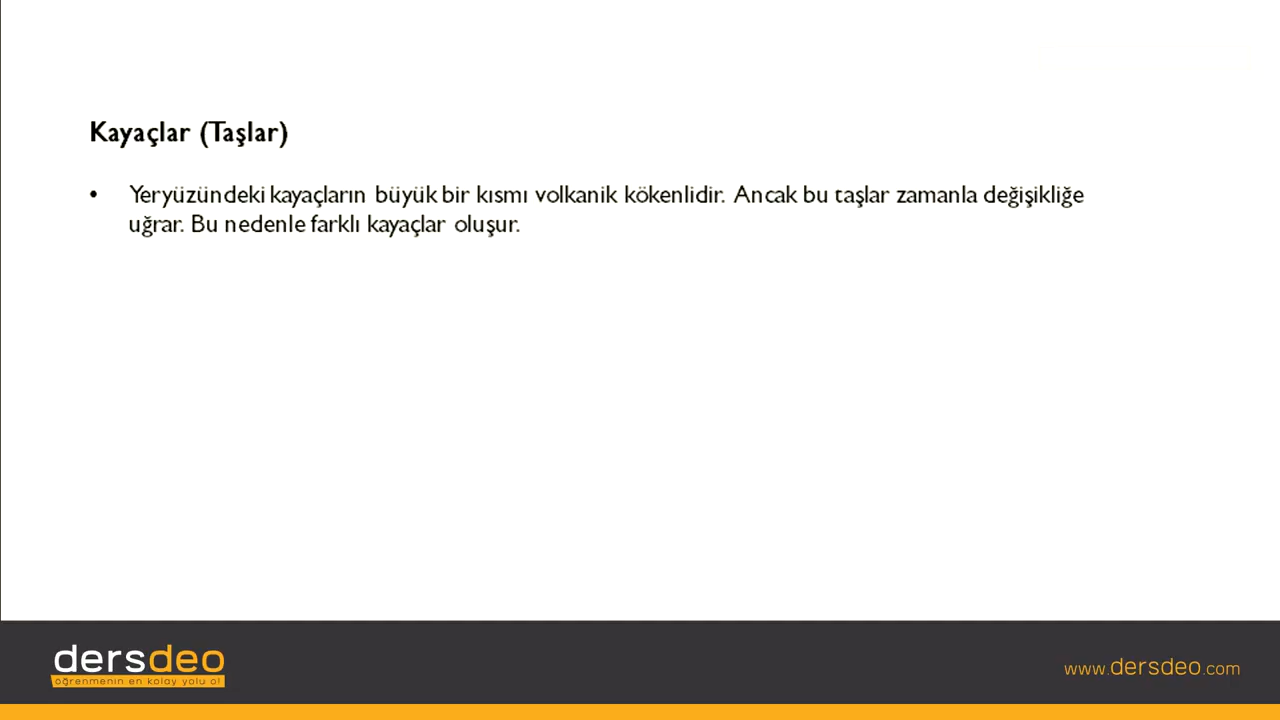 Kayaçlar (Taşlar)
• Yeryüzündeki kayaçların büyük bir kısmı volkanik kökenlidir. Ancak bu taşlar zamanla değişikliğe
uğrar. Bu nedenle farklı kayaçlar oluşur.
dersdeo
öğrenmenin en kolay yolu o!
www.dersdeo.com